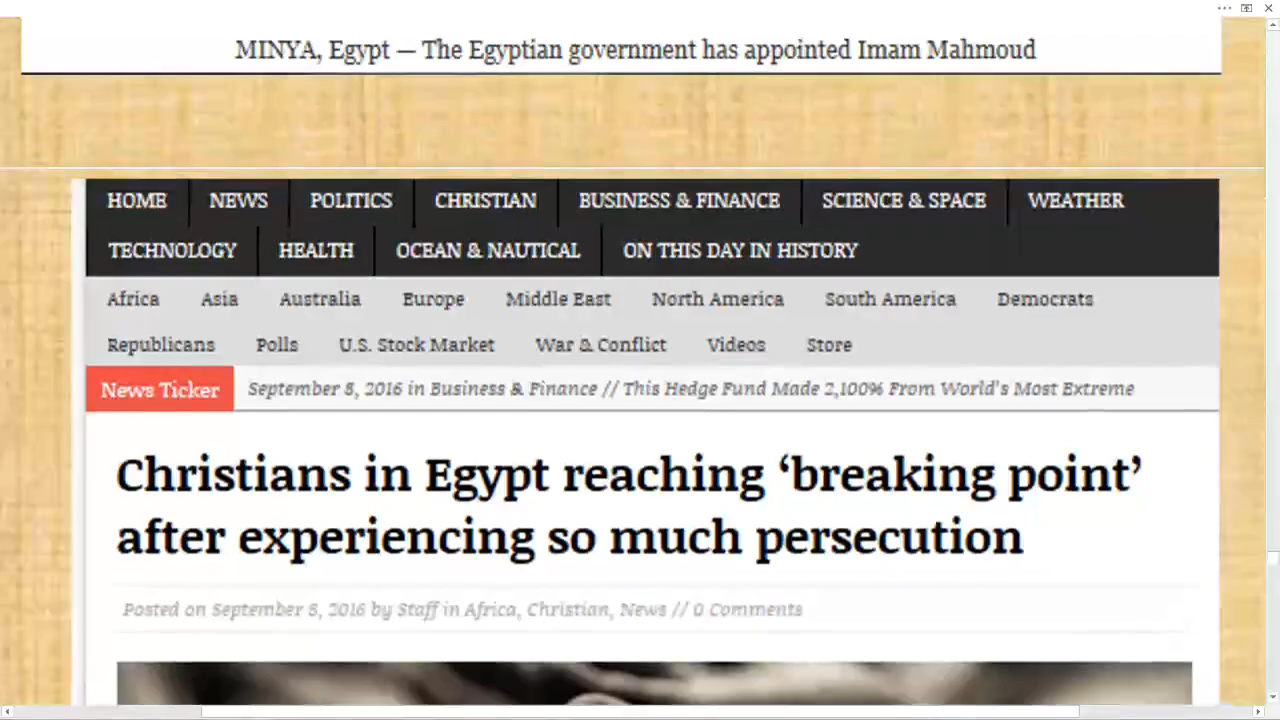 MINYA, Egypt — The Egyptian government has appointed Imam Mahmoud
HOME NEWS POLITICS CHRISTIAN BUSINESS & FINANCE SCIENCE & SPACE WEATHER
TECHNOLOGY HEALTH OCEAN & NAUTICAL ON THIS DAY IN HISTORY
Africa Asia Australia Europe Middle East North America South America Democrats
Republicans Polls U.S. Stock Market War & Conflict Videos Store
News Ticker September 8, 2016 in Business & Finance // This Hedge Fund Made 2,100% From World's Most Extreme
Christians in Egypt reaching ‘breaking point’
after experiencing so much persecution
Posted on September 8, 2016 by Staff in Africa, Christian, News // 0 Comments